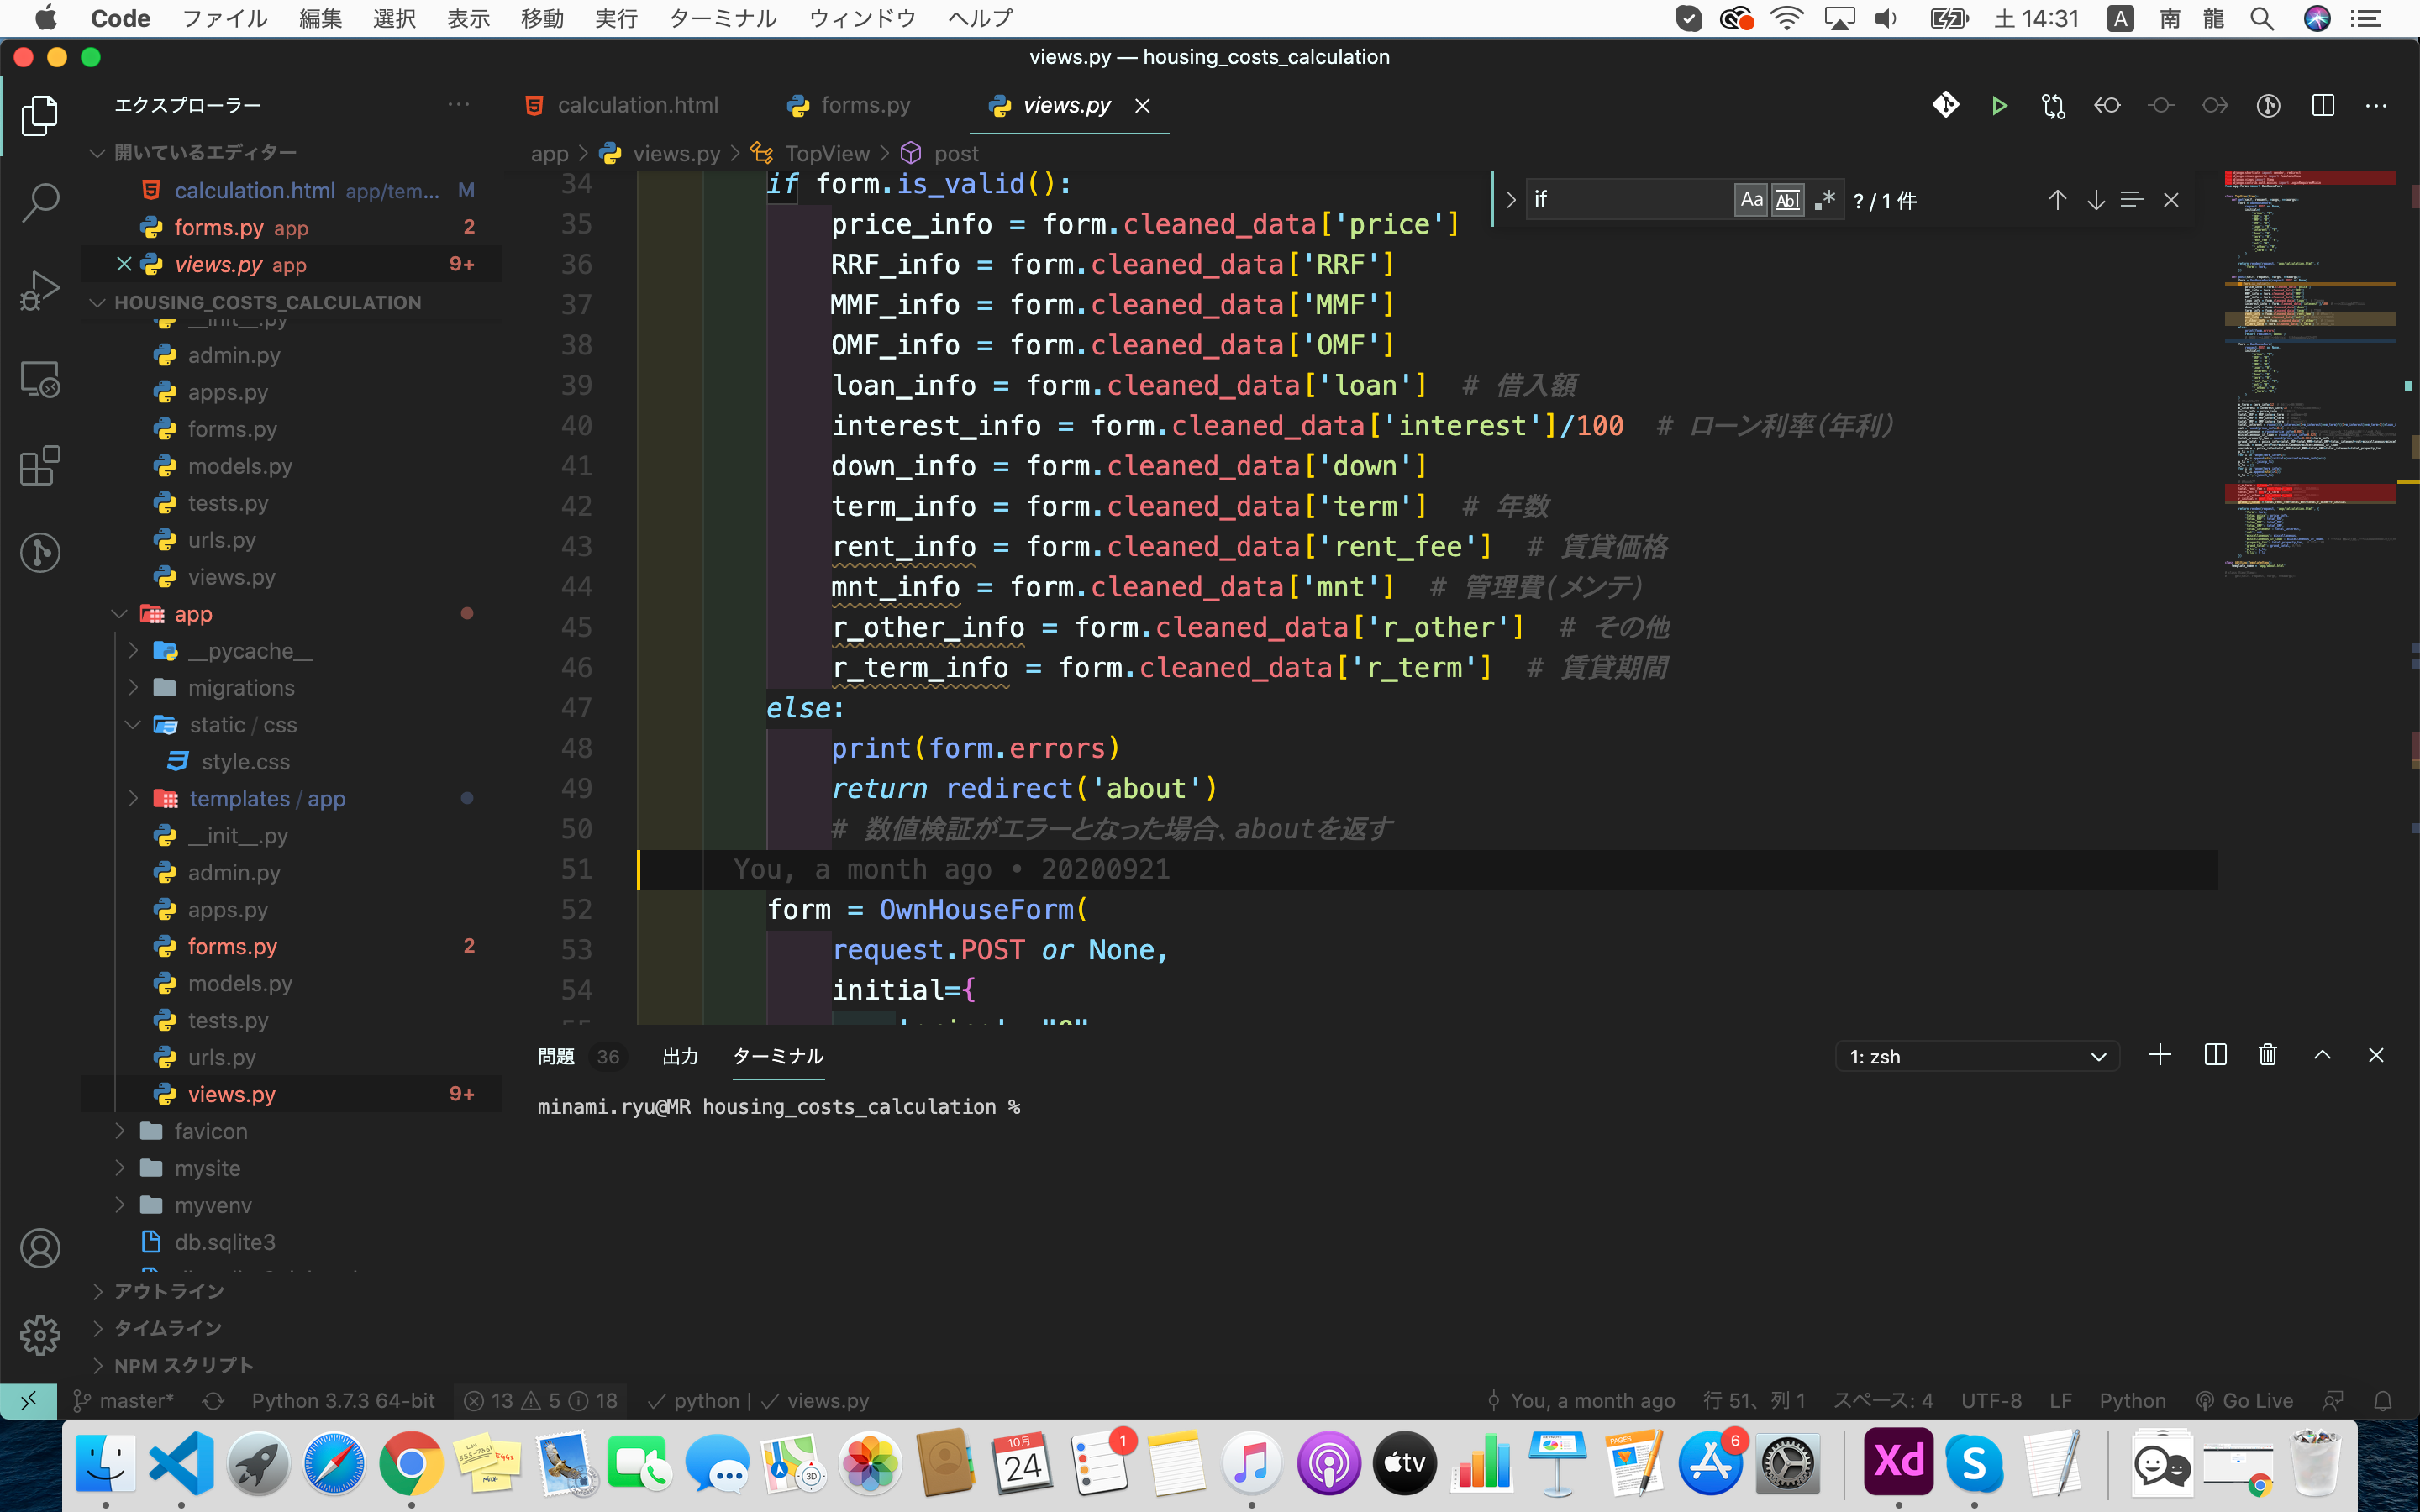 Code ファイル 編集 選択 表示 移動 実行 ターミナル ウィンドウ ヘルプ 土 14:31 A 南 龍
views.py — housing_costs_calculation
エクスプローラー
calculation.html forms.py views.py
開いているエディター
app > views.py > TopView > post
calculation.html app/tem... M
forms.py app 2
views.py app 9+
HOUSING_COSTS_CALCULATION
__init__.py
admin.py
apps.py
forms.py
models.py
tests.py
urls.py
views.py
app
__pycache__
migrations
static / css
style.css
templates / app
__init__.py
admin.py
apps.py
forms.py 2
models.py
tests.py
urls.py
views.py 9+
favicon
mysite
myvenv
db.sqlite3
アウトライン
タイムライン
NPM スクリプト
if Aa Abl .* ? / 1 件
34 if form.is_valid():
35 price_info = form.cleaned_data['price']
36 RRF_info = form.cleaned_data['RRF']
37 MMF_info = form.cleaned_data['MMF']
38 OMF_info = form.cleaned_data['OMF']
39 loan_info = form.cleaned_data['loan'] # 借入額
40 interest_info = form.cleaned_data['interest']/100 # ローン利率(年利)
41 down_info = form.cleaned_data['down']
42 term_info = form.cleaned_data['term'] # 年数
43 rent_info = form.cleaned_data['rent_fee'] # 賃貸価格
44 mnt_info = form.cleaned_data['mnt'] # 管理費(メンテ)
45 r_other_info = form.cleaned_data['r_other'] # その他
46 r_term_info = form.cleaned_data['r_term'] # 賃貸期間
47 else:
48 print(form.errors)
49 return redirect('about')
50 # 数値検証がエラーとなった場合、aboutを返す
51 You, a month ago • 20200921
52 form = OwnHouseForm(
53 request.POST or None,
54 initial={
問題 36 出力 ターミナル 1: zsh
minami.ryu@MR housing_costs_calculation %
master* Python 3.7.3 64-bit 13 5 18 python | views.py You, a month ago 行 51、列 1 スペース: 4 UTF-8 LF Python Go Live
10月
24
1
3D
tv
PAGES
6
Xd
S